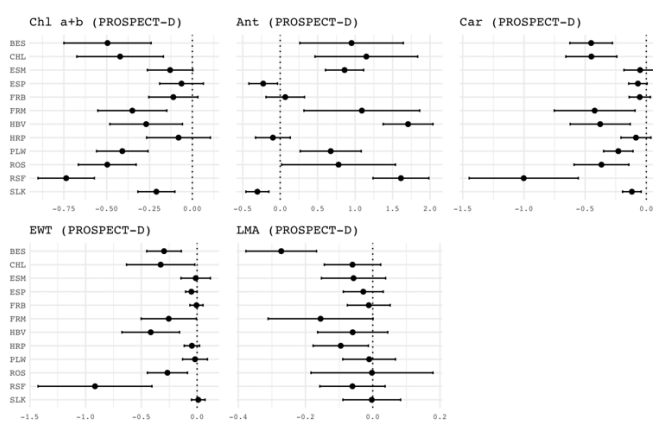 Chl a+b (PROSPECT-D)
Ant (PROSPECT-D)
Car (PROSPECT-D)
BES
CHL
ESM
ESP
FRB
FRM
HBV
HRP
PLW
ROS
RSF
SLK
-0.75 -0.50 -0.25 0.00
-0.5 0.0 0.5 1.0 1.5 2.0
-1.5 -1.0 -0.5 0.0
EWT (PROSPECT-D)
LMA (PROSPECT-D)
BES
CHL
ESM
ESP
FRB
FRM
HBV
HRP
PLW
ROS
RSF
SLK
-1.5 -1.0 -0.5 0.0
-0.4 -0.2 0.0 0.2